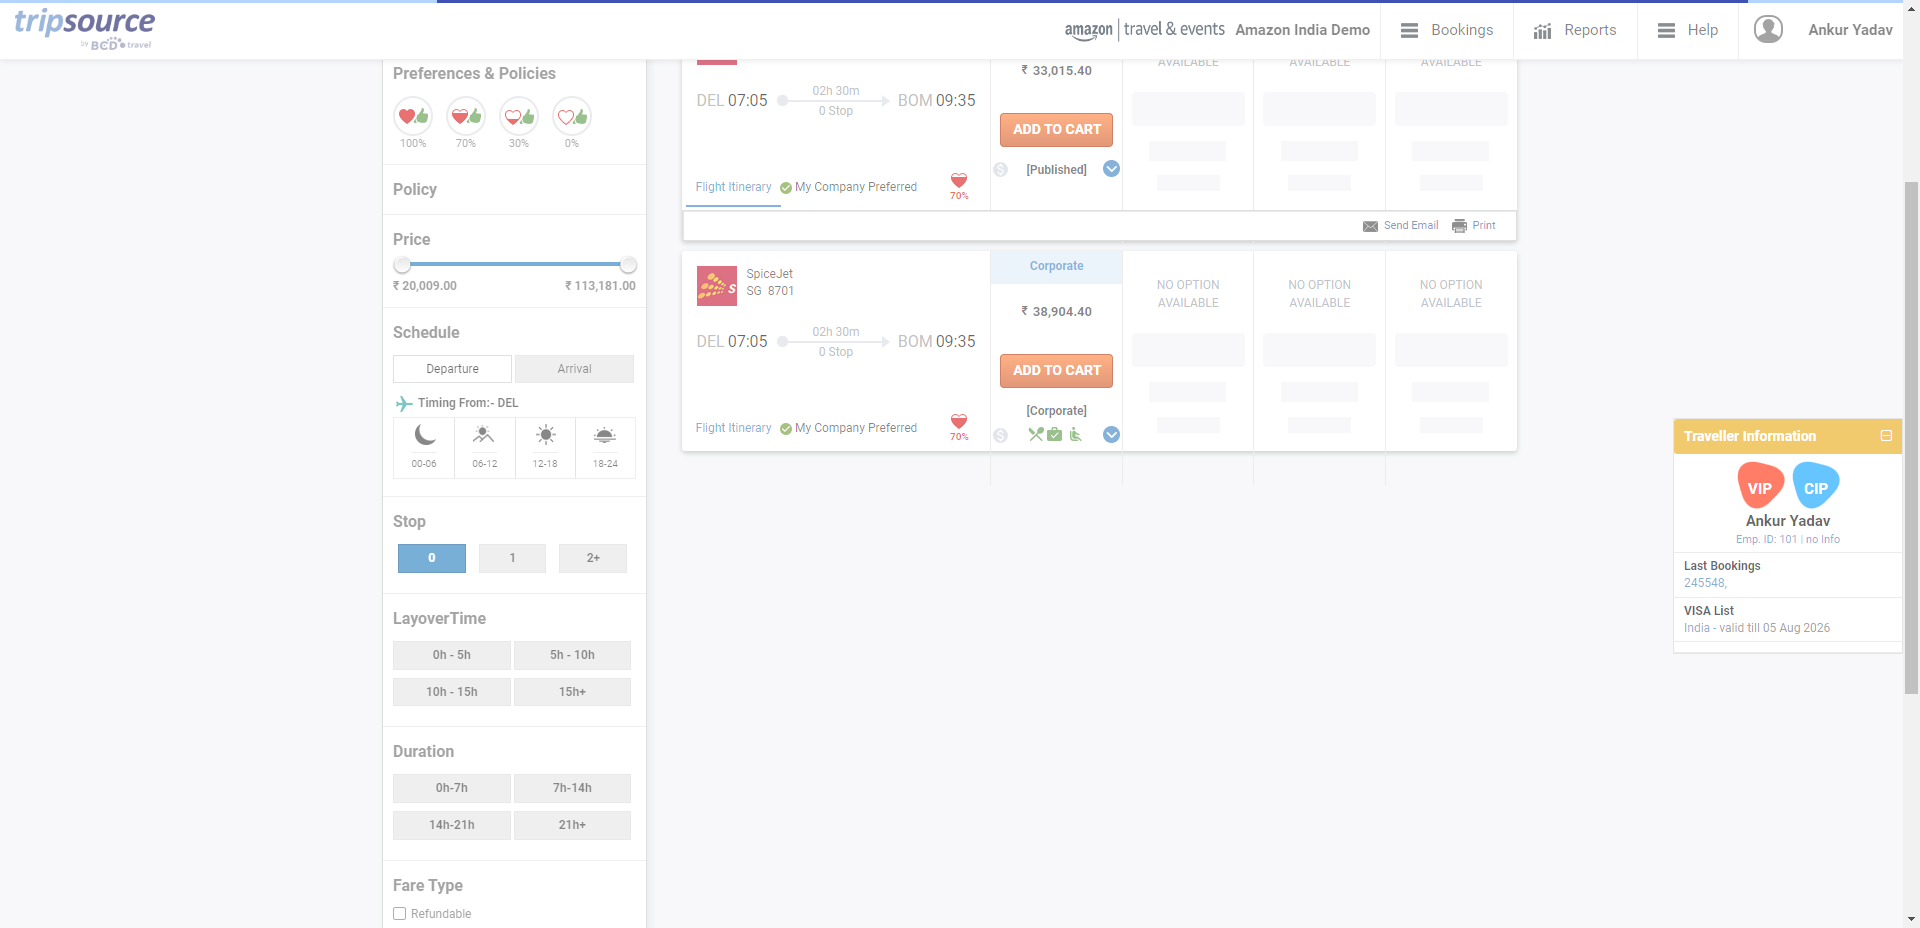 tripsource
by BCD travel
amazon travel & events
Amazon India Demo
Bookings
Reports
Help
Ankur Yadav
Preferences & Policies
100% 70% 30% 0%
Policy
Price
₹ 20,009.00 ₹ 113,181.00
Schedule
Departure Arrival
Timing From:- DEL
00-06 06-12 12-18 18-24
Stop
0 1 2+
LayoverTime
0h - 5h 5h - 10h
10h - 15h 15h+
Duration
0h-7h 7h-14h
14h-21h 21h+
Fare Type
Refundable
AVAILABLE AVAILABLE AVAILABLE
₹ 33,015.40
02h 30m
DEL 07:05 BOM 09:35
0 Stop
ADD TO CART
[Published]
Flight Itinerary My Company Preferred
70%
Send Email Print
SpiceJet
SG 8701
Corporate
NO OPTION NO OPTION NO OPTION
AVAILABLE AVAILABLE AVAILABLE
₹ 38,904.40
02h 30m
DEL 07:05 BOM 09:35
0 Stop
ADD TO CART
[Corporate]
Flight Itinerary My Company Preferred
70%
Traveller Information
VIP CIP
Ankur Yadav
Emp. ID: 101 | no Info
Last Bookings
245548,
VISA List
India - valid till 05 Aug 2026